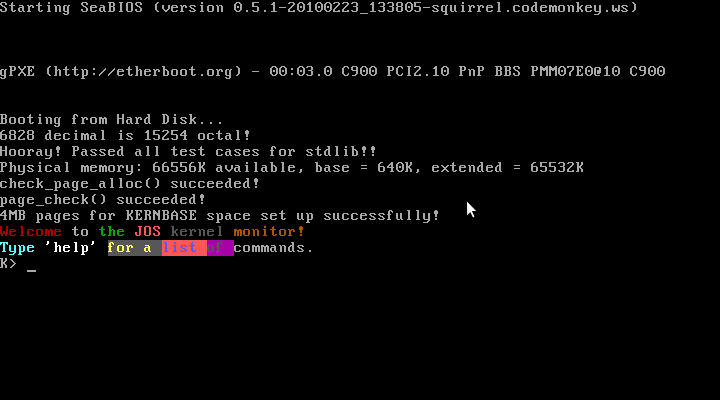 Starting SeaBIOS (version 0.5.1-20100223_133805-squirrel.codemonkey.ws)
gPXE (http://etherboot.org) - 00:03.0 C900 PCI2.10 PnP BBS PMM07E0@10 C900
Booting from Hard Disk...
6828 decimal is 15254 octal!
Hooray! Passed all test cases for stdlib!!
Physical memory: 66556K available, base = 640K, extended = 65532K
check_page_alloc() succeeded!
page_check() succeeded!
4MB pages for KERNBASE space set up successfully!
Welcome to the JOS kernel monitor!
Type 'help' for a list of commands.
K> _